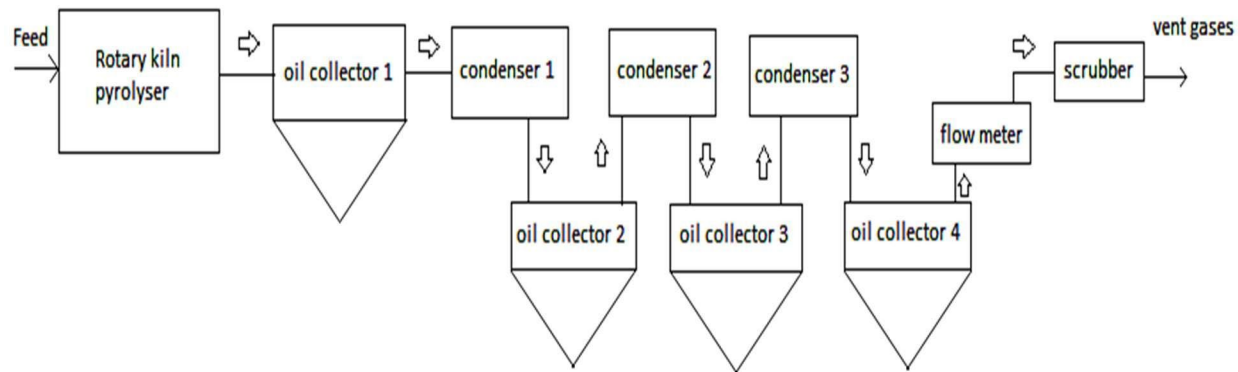 Feed
Rotary kiln
pyrolyser
oil collector 1
condenser 1
oil collector 2
condenser 2
oil collector 3
condenser 3
oil collector 4
flow meter
scrubber
vent gases